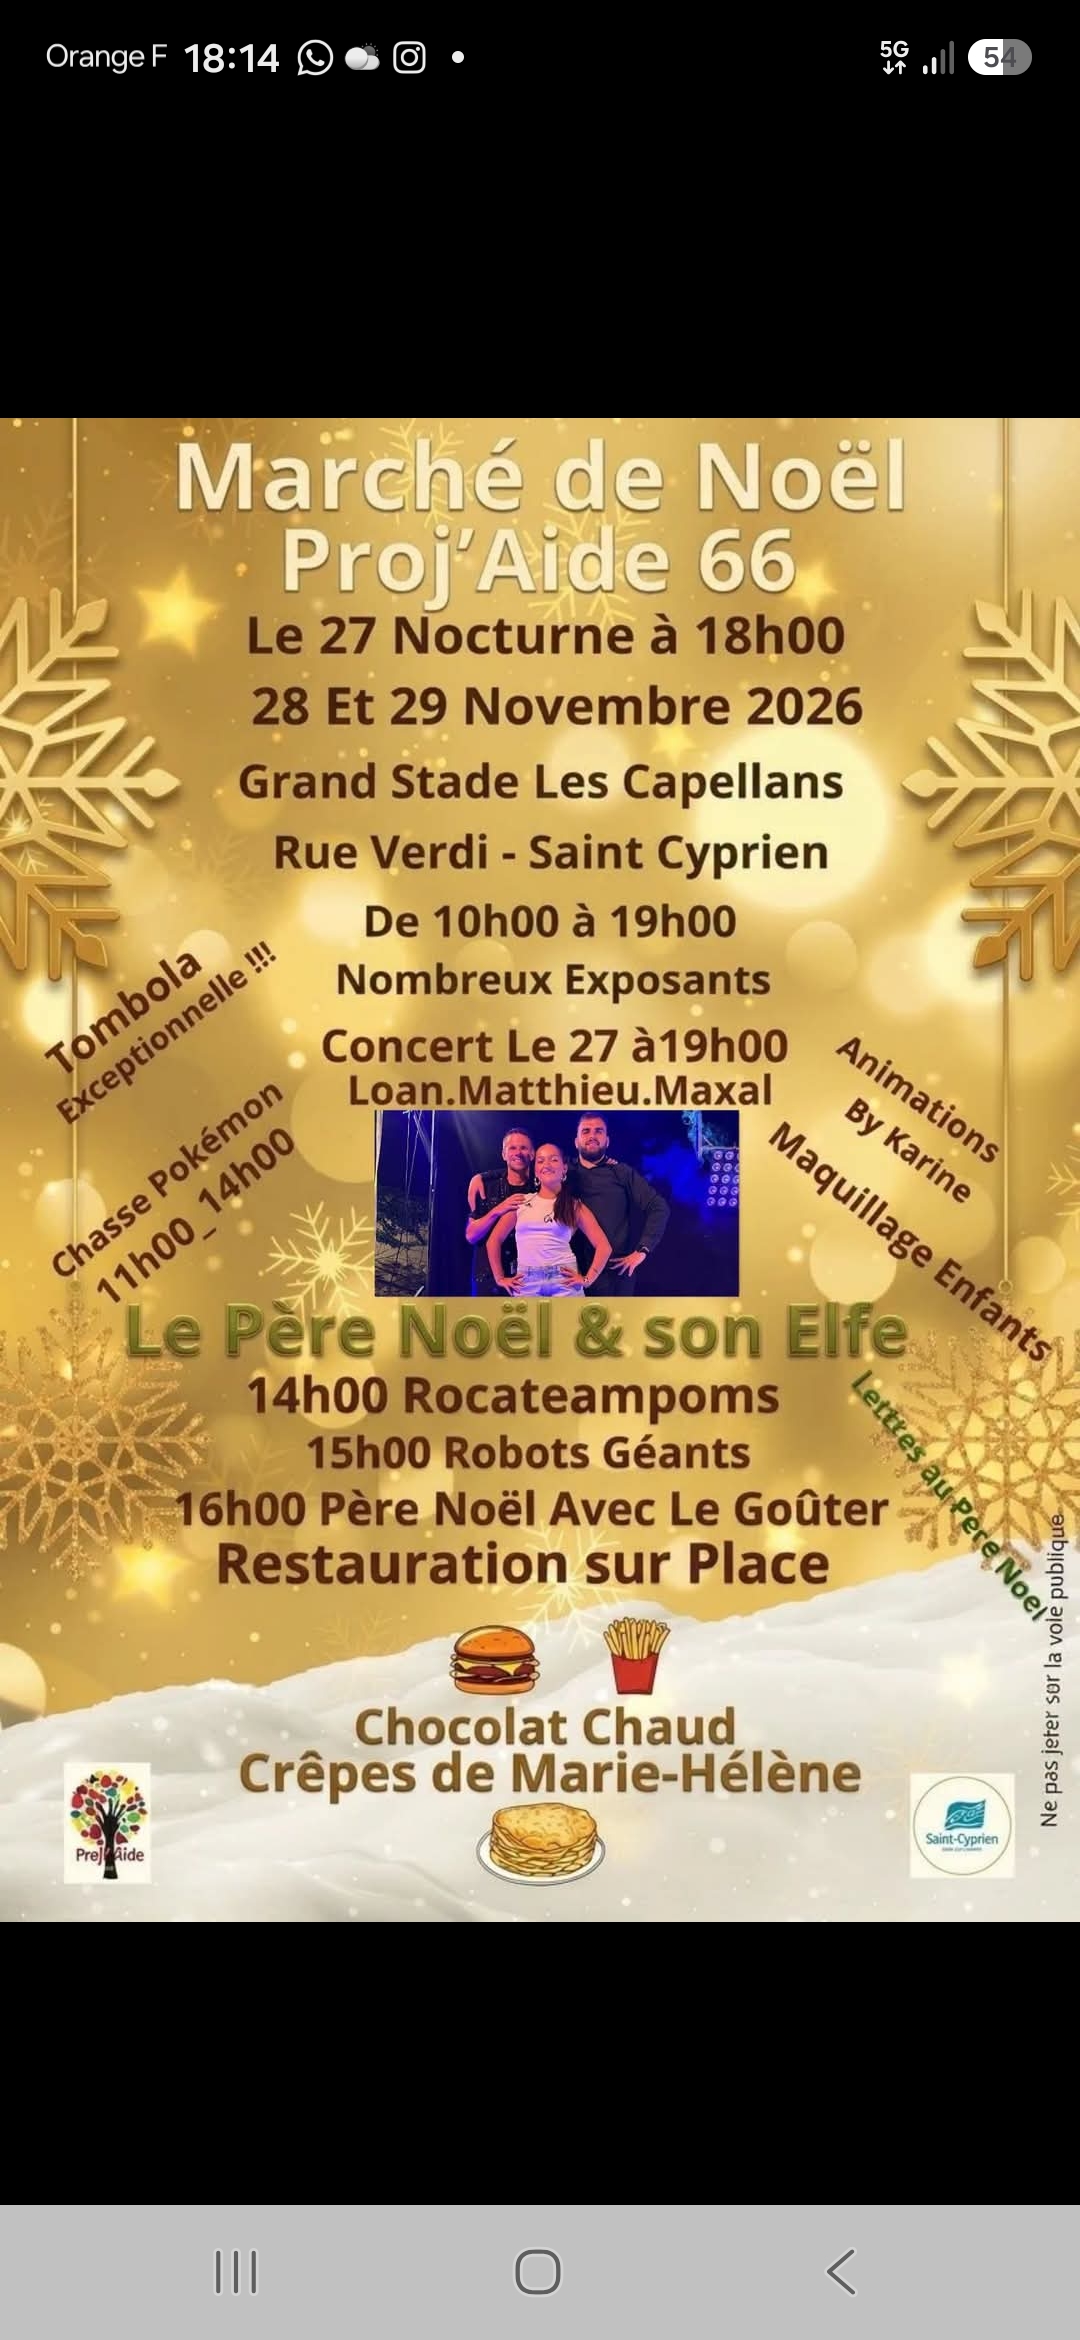 Orange F 18:14
5G
54
Marché de Noël
Proj'Aide 66
Le 27 Nocturne à 18h00
28 Et 29 Novembre 2026
Grand Stade Les Capellans
Rue Verdi - Saint Cyprien
De 10h00 à 19h00
Nombreux Exposants
Tombola
Exceptionnelle !!!
Concert Le 27 à19h00
Loan.Matthieu.Maxal
Animations
By Karine
Maquillage Enfants
Chasse Pokémon
11h00_14h00
Le Père Noël & son Elfe
14h00 Rocateampoms
15h00 Robots Géants
16h00 Père Noël Avec Le Goûter
Lettres au Père Noel
Restauration sur Place
Chocolat Chaud
Crêpes de Marie-Hélène
Ne pas jeter sur la voie publique
Proj'Aide
Saint-Cyprien